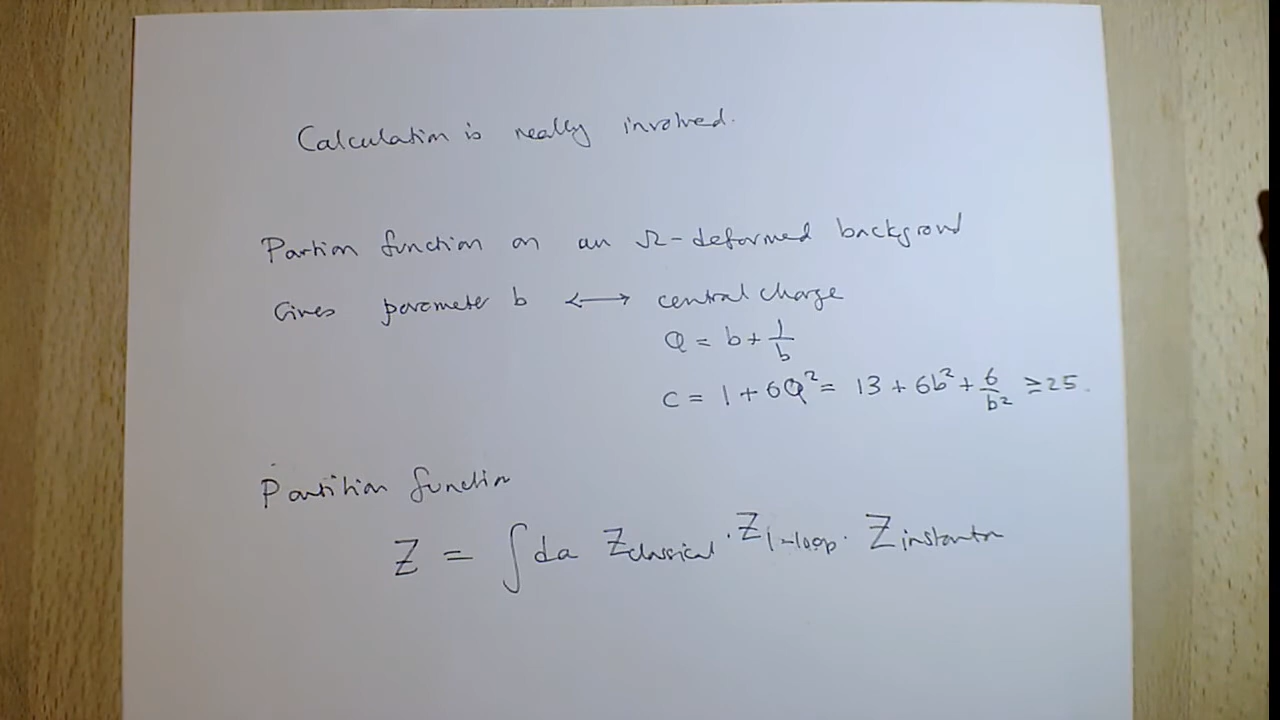 Calculation is really involved.
Partion function on an Ω-deformed background
Gives parameter b ⟷ central charge
Q = b + 1/b
c = 1 + 6Q² = 13 + 6b² + 6/b² ≥ 25.
Partition function
Z = ∫ da Z_classical · Z_1-loop · Z_instanton